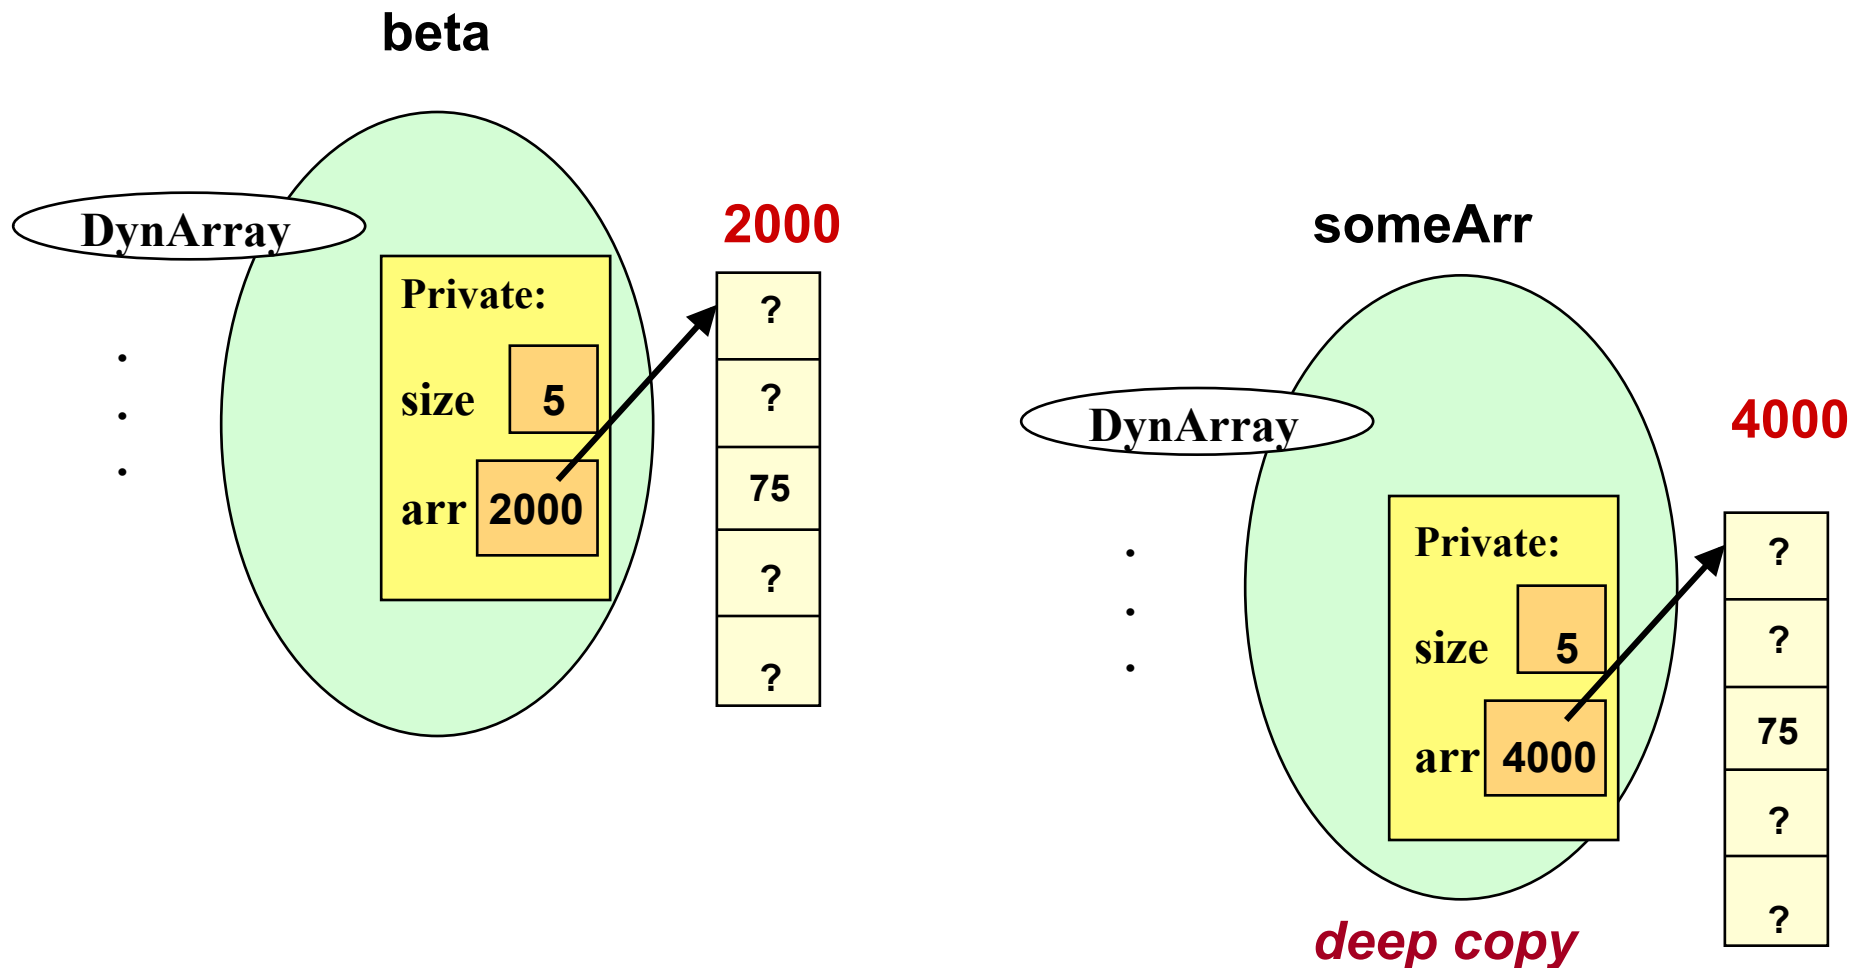 beta
DynArray
Private:
size 5
arr 2000
2000
?
?
75
?
?
someArr
DynArray
Private:
size 5
arr 4000
4000
?
?
75
?
?
deep copy